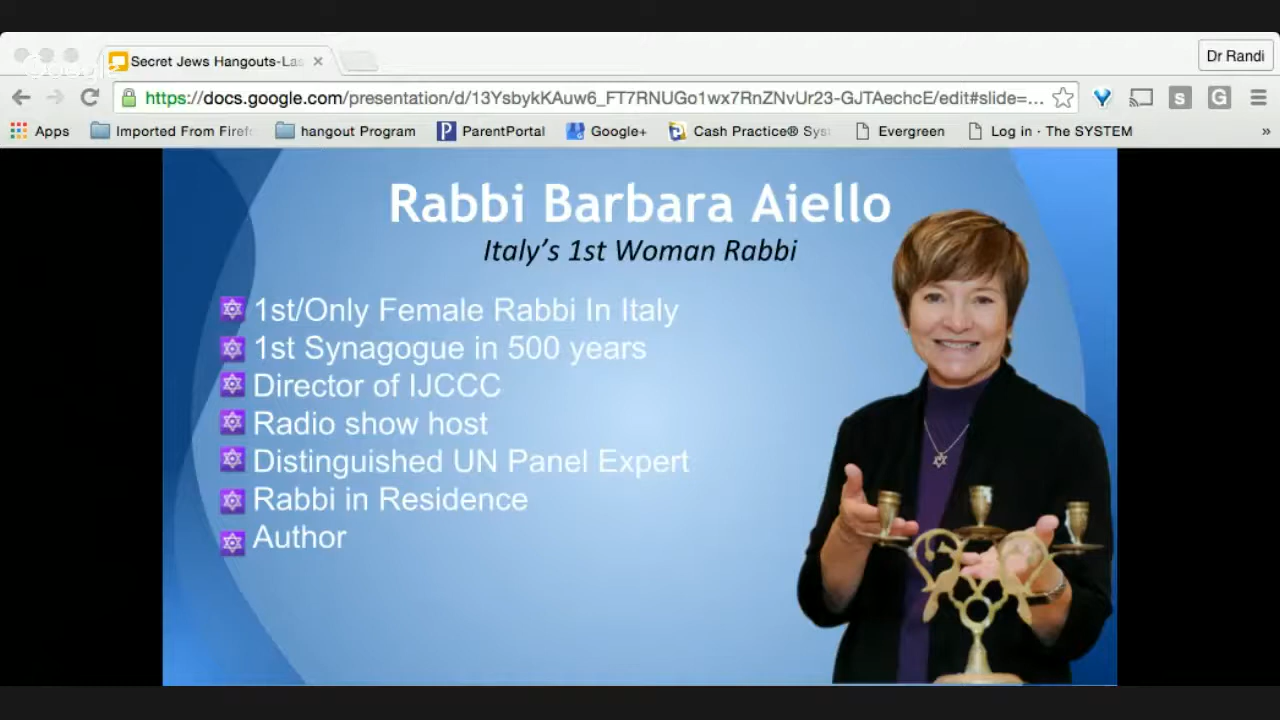 Google
Secret Jews Hangouts-Las
Dr Randi
https://docs.google.com/presentation/d/13YsbykKAuw6_FT7RNUGo1wx7RnZNvUr23-GJTAechcE/edit#slide=...
Apps
Imported From Firef
hangout Program
ParentPortal
Google+
Cash Practice® Sys
Evergreen
Log in · The SYSTEM
»
Rabbi Barbara Aiello
Italy's 1st Woman Rabbi
1st/Only Female Rabbi In Italy
1st Synagogue in 500 years
Director of IJCCC
Radio show host
Distinguished UN Panel Expert
Rabbi in Residence
Author